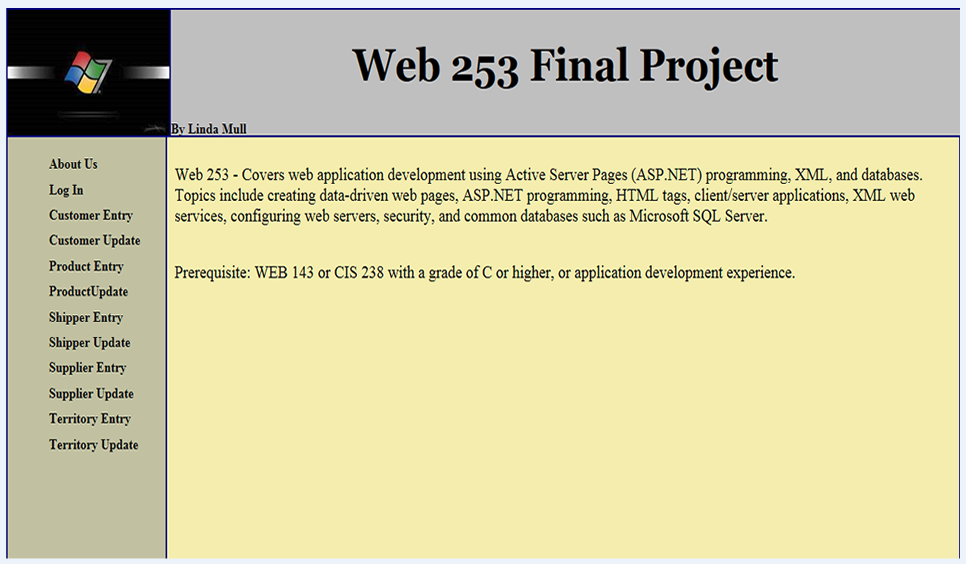 Web 253 Final Project
By Linda Mull
About Us
Log In
Customer Entry
Customer Update
Product Entry
ProductUpdate
Shipper Entry
Shipper Update
Supplier Entry
Supplier Update
Territory Entry
Territory Update
Web 253 - Covers web application development using Active Server Pages (ASP.NET) programming, XML, and databases.
Topics include creating data-driven web pages, ASP.NET programming, HTML tags, client/server applications, XML web
services, configuring web servers, security, and common databases such as Microsoft SQL Server.
Prerequisite: WEB 143 or CIS 238 with a grade of C or higher, or application development experience.